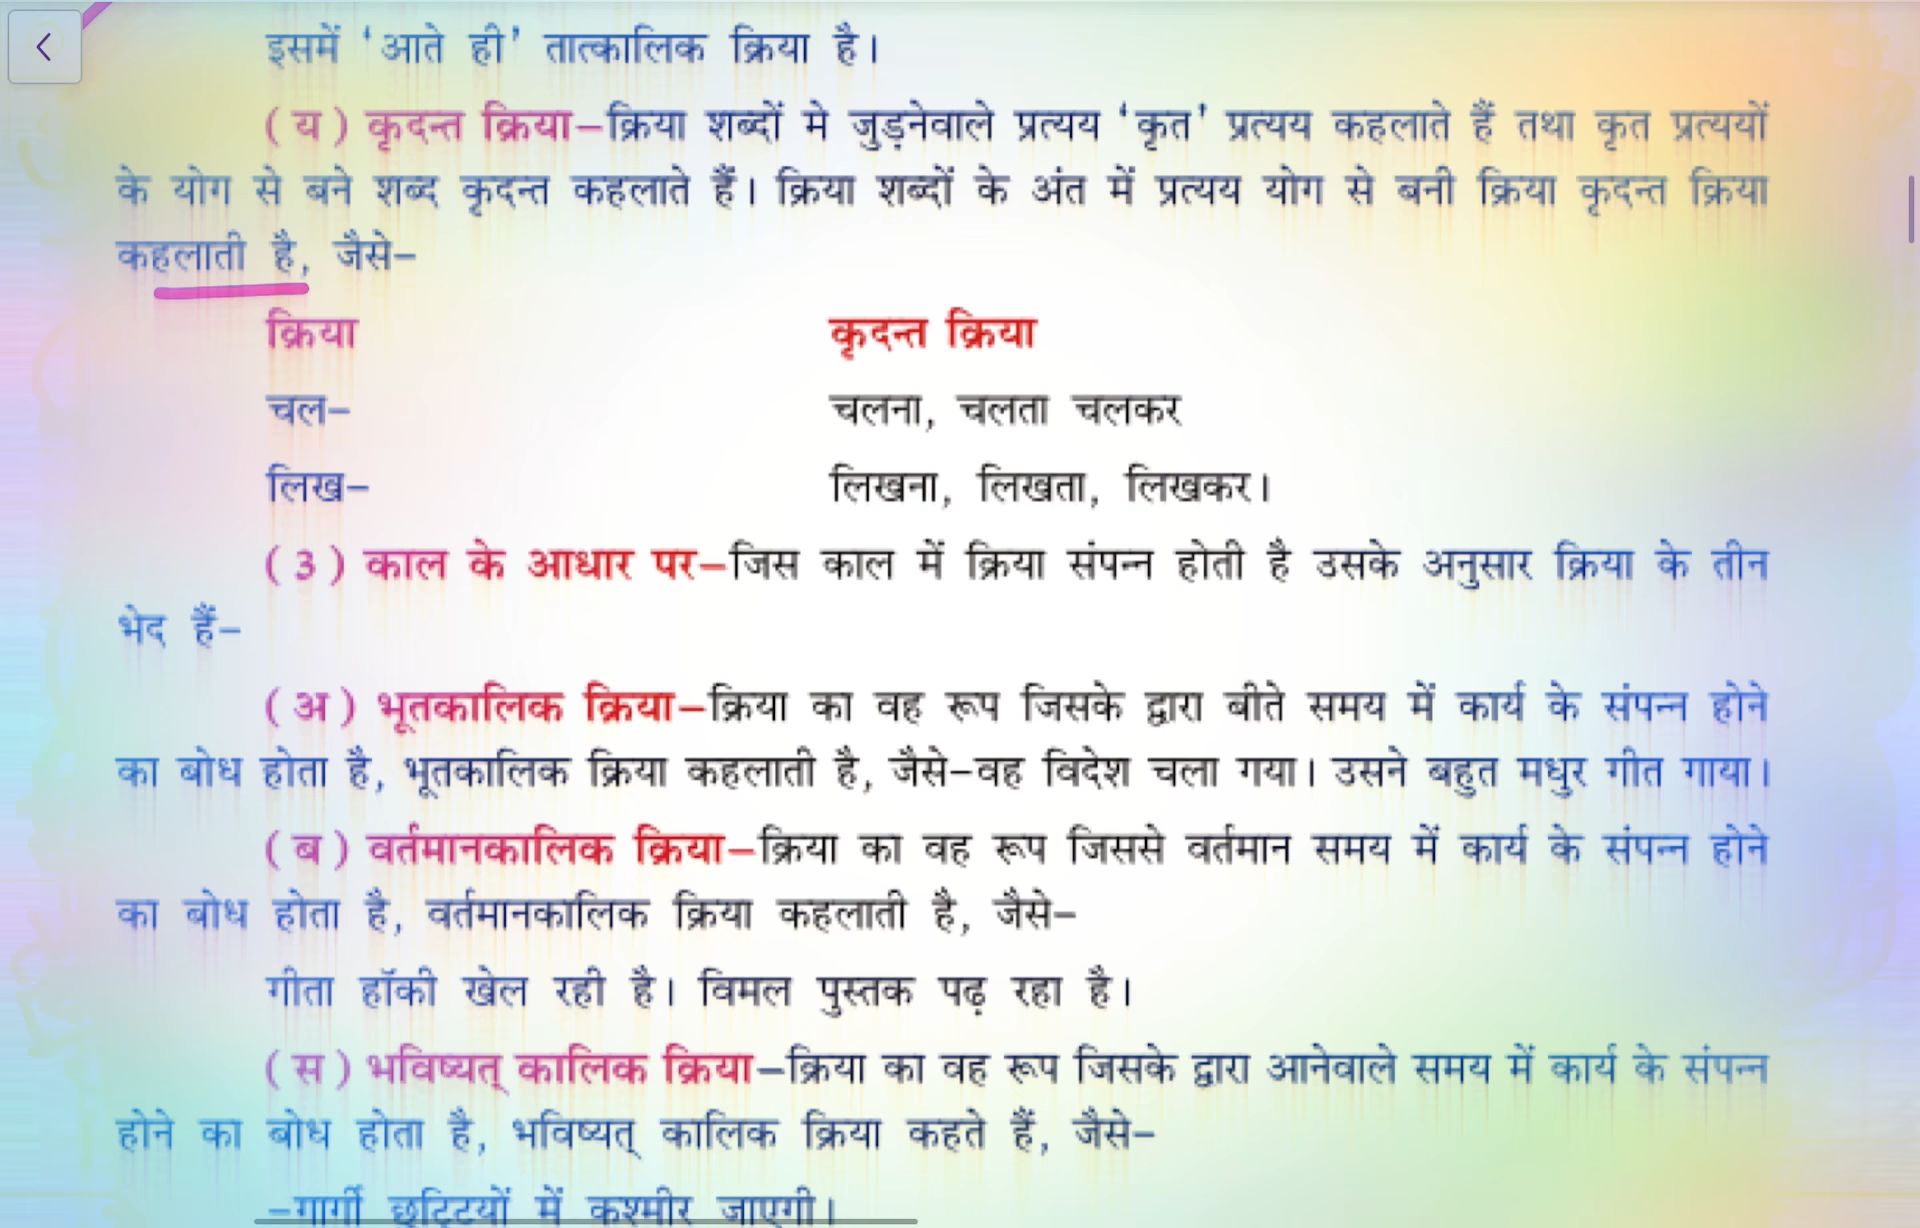 इसमें ‘आते ही’ तात्कालिक क्रिया है।
(य) कृदन्त क्रिया–क्रिया शब्दों मे जुड़नेवाले प्रत्यय ‘कृत’ प्रत्यय कहलाते हैं तथा कृत प्रत्ययों
के योग से बने शब्द कृदन्त कहलाते हैं। क्रिया शब्दों के अंत में प्रत्यय योग से बनी क्रिया कृदन्त क्रिया
कहलाती है, जैसे–
क्रिया कृदन्त क्रिया
चल– चलना, चलता चलकर
लिख– लिखना, लिखता, लिखकर।
(3) काल के आधार पर–जिस काल में क्रिया संपन्न होती है उसके अनुसार क्रिया के तीन
भेद हैं–
(अ) भूतकालिक क्रिया–क्रिया का वह रूप जिसके द्वारा बीते समय में कार्य के संपन्न होने
का बोध होता है, भूतकालिक क्रिया कहलाती है, जैसे–वह विदेश चला गया। उसने बहुत मधुर गीत गाया।
(ब) वर्तमानकालिक क्रिया–क्रिया का वह रूप जिससे वर्तमान समय में कार्य के संपन्न होने
का बोध होता है, वर्तमानकालिक क्रिया कहलाती है, जैसे–
गीता हॉकी खेल रही है। विमल पुस्तक पढ़ रहा है।
(स) भविष्यत् कालिक क्रिया–क्रिया का वह रूप जिसके द्वारा आनेवाले समय में कार्य के संपन्न
होने का बोध होता है, भविष्यत् कालिक क्रिया कहते हैं, जैसे–
–गार्गी छुट्टियों में कश्मीर जाएगी।